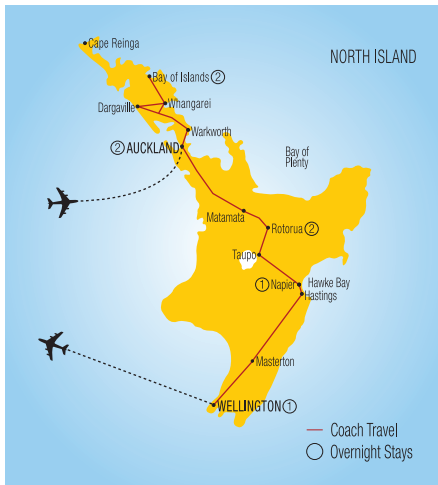 Cape Reinga
NORTH ISLAND
Bay of Islands ②
Dargaville
Whangarei
Warkworth
② AUCKLAND
Bay of
Plenty
Matamata
Rotorua ②
Taupo
① Napier
Hawke Bay
Hastings
Masterton
WELLINGTON ①
Coach Travel
Overnight Stays